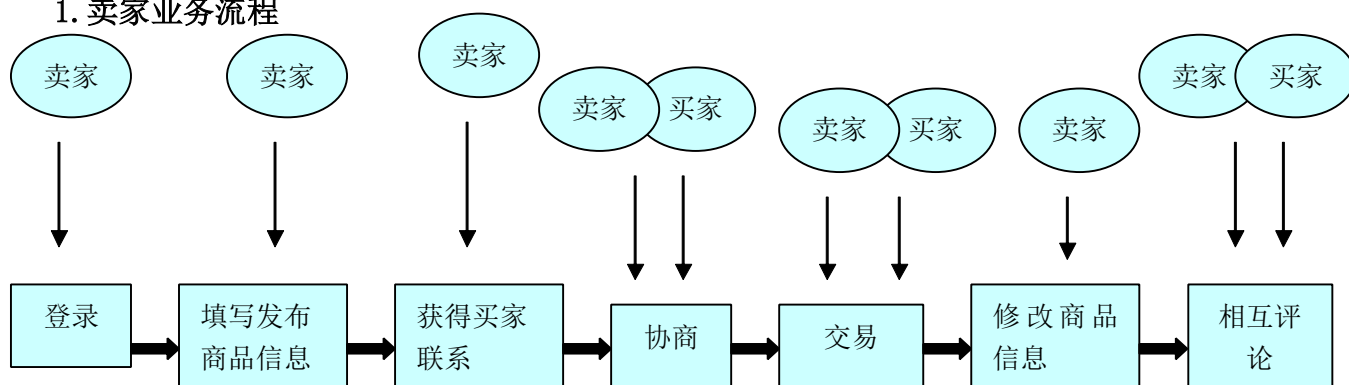 1.卖家业务流程
卖家
卖家
卖家
卖家
买家
卖家
买家
卖家
卖家
买家
登录
填写发布
商品信息
获得买家
联系
协商
交易
修改商品
信息
相互评
论